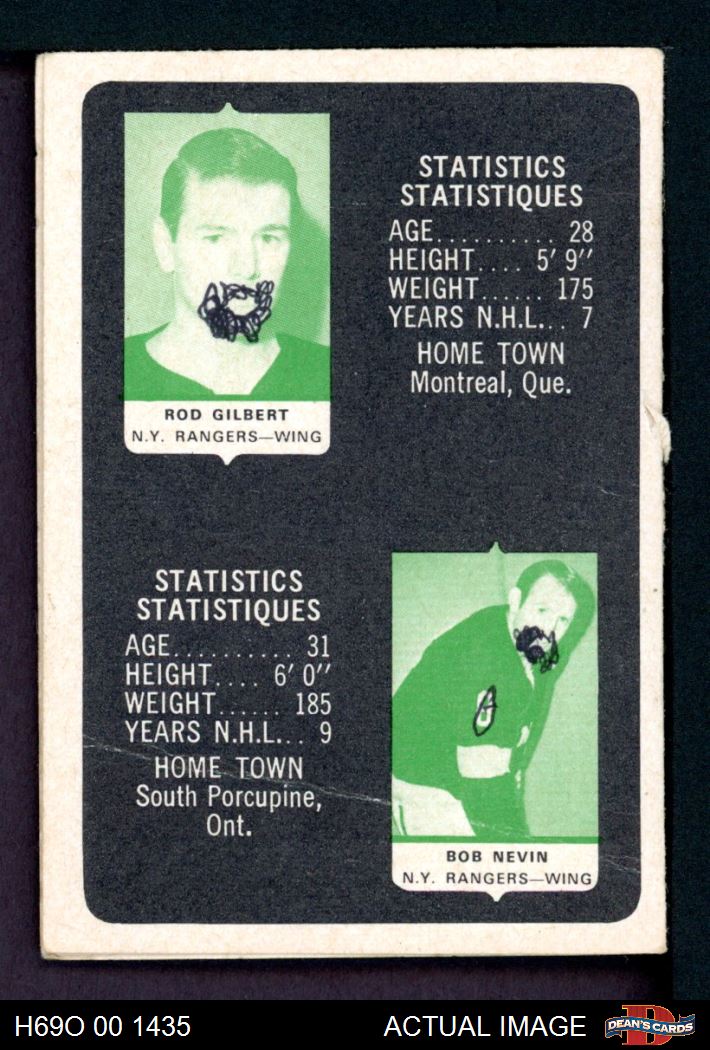 STATISTICS
STATISTIQUES
AGE.......... 28
HEIGHT.... 5' 9"
WEIGHT...... 175
YEARS N.H.L... 7
HOME TOWN
Montreal, Que.
ROD GILBERT
N.Y. RANGERS—WING
STATISTICS
STATISTIQUES
AGE.......... 31
HEIGHT.... 6' 0"
WEIGHT...... 185
YEARS N.H.L... 9
HOME TOWN
South Porcupine,
Ont.
BOB NEVIN
N.Y. RANGERS—WING
H69O 00 1435
ACTUAL IMAGE
D
DEAN'S CARDS